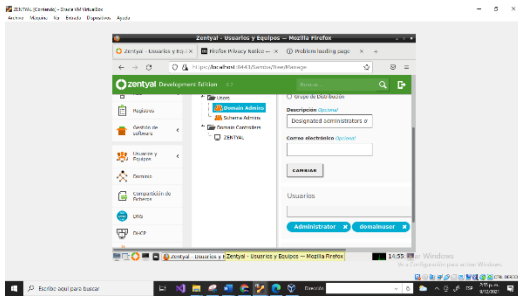 ZENTYAL [Corriendo] - Oracle VM VirtualBox
Archivo Máquina Ver Entrada Dispositivos Ayuda
Zentyal - Usuarios y Equipos — Mozilla Firefox
Zentyal - Usuarios y Eq
Firefox Privacy Notice —
Problem loading page
https://localhost:8443/Samba/Tree/Manage
zentyal Development Edition
Buscar
Registros
Gestión de software
Usuarios y Equipos
Dominio
Compartición de Ficheros
DNS
DHCP
Users
Domain Admins
Schema Admins
Domain Controllers
ZENTYAL
Grupo de Distribución
Descripción Opcional
Designated administrators o
Correo electrónico Opcional
CAMBIAR
Usuarios
Administrator x
domainuser x
Zentyal - Usuarios y Equipos — Mozilla Firefox
14:55
Escribe aquí para buscar
Dirección
ESP